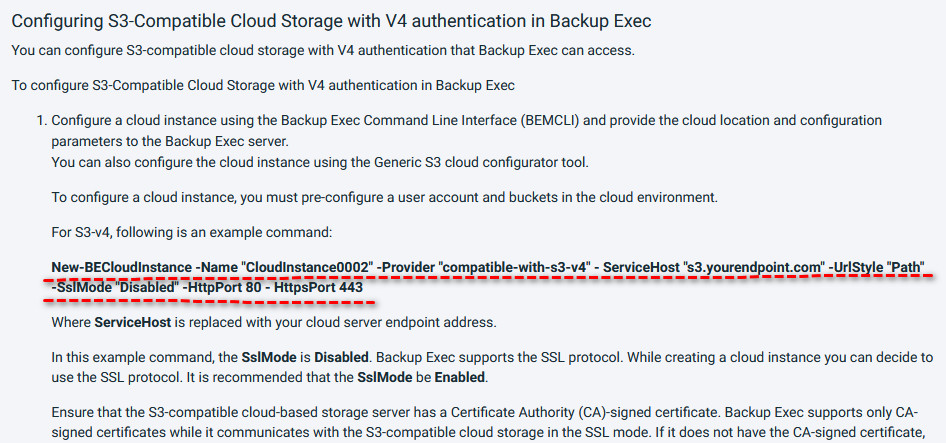 Configuring S3-Compatible Cloud Storage with V4 authentication in Backup Exec
You can configure S3-compatible cloud storage with V4 authentication that Backup Exec can access.
To configure S3-Compatible Cloud Storage with V4 authentication in Backup Exec
1. Configure a cloud instance using the Backup Exec Command Line Interface (BEMCLI) and provide the cloud location and configuration
parameters to the Backup Exec server.
You can also configure the cloud instance using the Generic S3 cloud configurator tool.
To configure a cloud instance, you must pre-configure a user account and buckets in the cloud environment.
For S3-v4, following is an example command:
New-BECloudInstance -Name "CloudInstance0002" -Provider "compatible-with-s3-v4" - ServiceHost "s3.yourendpoint.com" -UrlStyle "Path"
-SslMode "Disabled" -HttpPort 80 - HttpsPort 443
Where ServiceHost is replaced with your cloud server endpoint address.
In this example command, the SslMode is Disabled. Backup Exec supports the SSL protocol. While creating a cloud instance you can decide to
use the SSL protocol. It is recommended that the SslMode be Enabled.
Ensure that the S3-compatible cloud-based storage server has a Certificate Authority (CA)-signed certificate. Backup Exec supports only CA-
signed certificates while it communicates with the S3-compatible cloud storage in the SSL mode. If it does not have the CA-signed certificate,